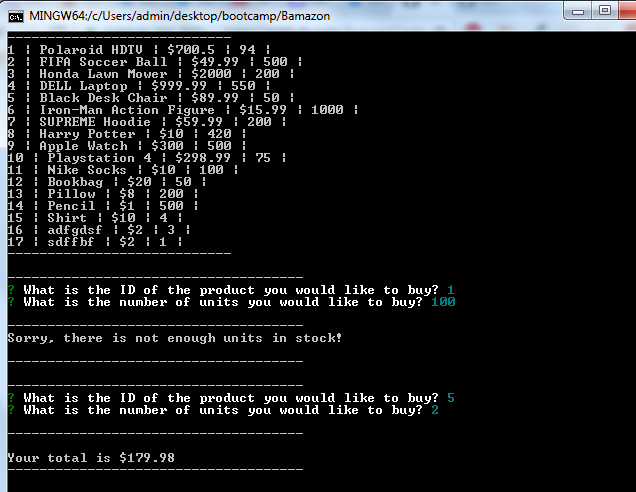 MINGW64:/c/Users/admin/desktop/bootcamp/Bamazon
----------------------------
1 | Polaroid HDTV | $700.5 | 94 |
2 | FIFA Soccer Ball | $49.99 | 500 |
3 | Honda Lawn Mower | $2000 | 200 |
4 | DELL Laptop | $999.99 | 550 |
5 | Black Desk Chair | $89.99 | 50 |
6 | Iron-Man Action Figure | $15.99 | 1000 |
7 | SUPREME Hoodie | $59.99 | 200 |
8 | Harry Potter | $10 | 420 |
9 | Apple Watch | $300 | 500 |
10 | Playstation 4 | $298.99 | 75 |
11 | Nike Socks | $10 | 100 |
12 | Bookbag | $20 | 50 |
13 | Pillow | $8 | 200 |
14 | Pencil | $1 | 500 |
15 | Shirt | $10 | 4 |
16 | adfgdsf | $2 | 3 |
17 | sdffbf | $2 | 1 |
----------------------------
-------------------------------------
? What is the ID of the product you would like to buy? 1
? What is the number of units you would like to buy? 100
-------------------------------------
Sorry, there is not enough units in stock!
-------------------------------------
-------------------------------------
? What is the ID of the product you would like to buy? 5
? What is the number of units you would like to buy? 2
-------------------------------------
Your total is $179.98
-------------------------------------